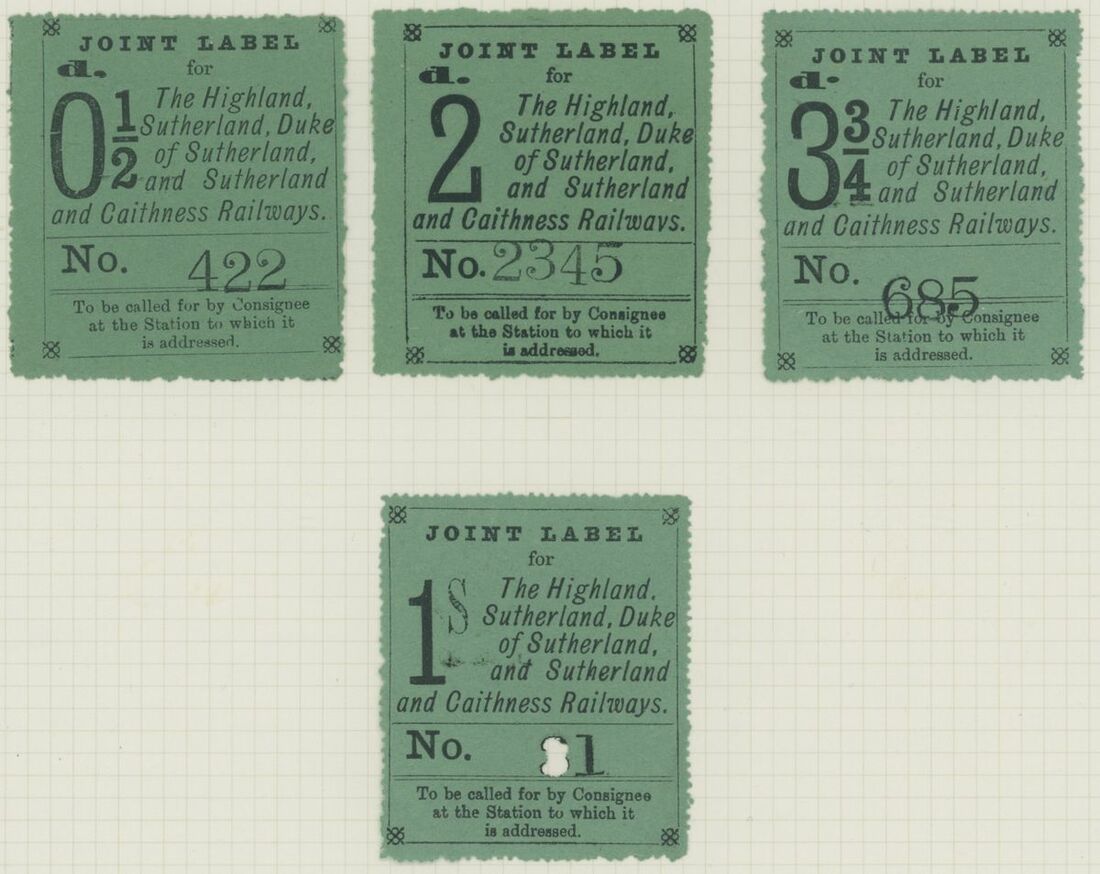 JOINT LABEL
d. for
0 1/2 The Highland,
Sutherland, Duke
of Sutherland,
and Sutherland
and Caithness Railways.
No. 422
To be called for by Consignee
at the Station to which it
is addressed.
JOINT LABEL
d. for
2 The Highland,
Sutherland, Duke
of Sutherland,
and Sutherland
and Caithness Railways.
No. 2345
To be called for by Consignee
at the Station to which it
is addressed.
JOINT LABEL
d. for
3 3/4 The Highland,
Sutherland, Duke
of Sutherland,
and Sutherland
and Caithness Railways.
No. 685
To be called for by Consignee
at the Station to which it
is addressed.
JOINT LABEL
for
1 S The Highland.
Sutherland, Duke
of Sutherland,
and Sutherland
and Caithness Railways.
No. 1
To be called for by Consignee
at the Station to which it
is addressed.